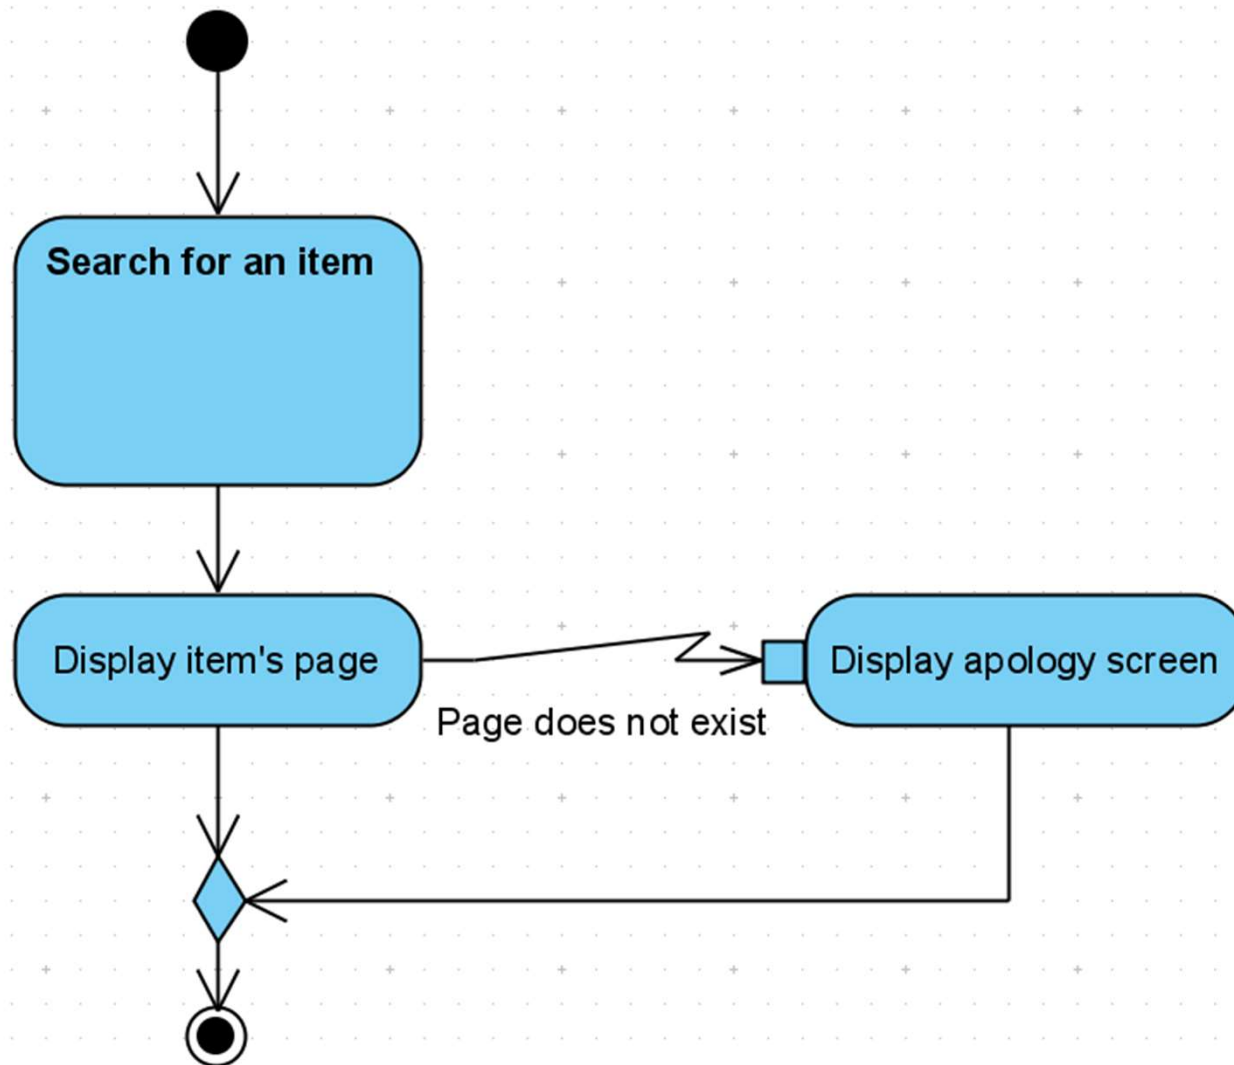 Search for an item
Display item's page
Display apology screen
Page does not exist